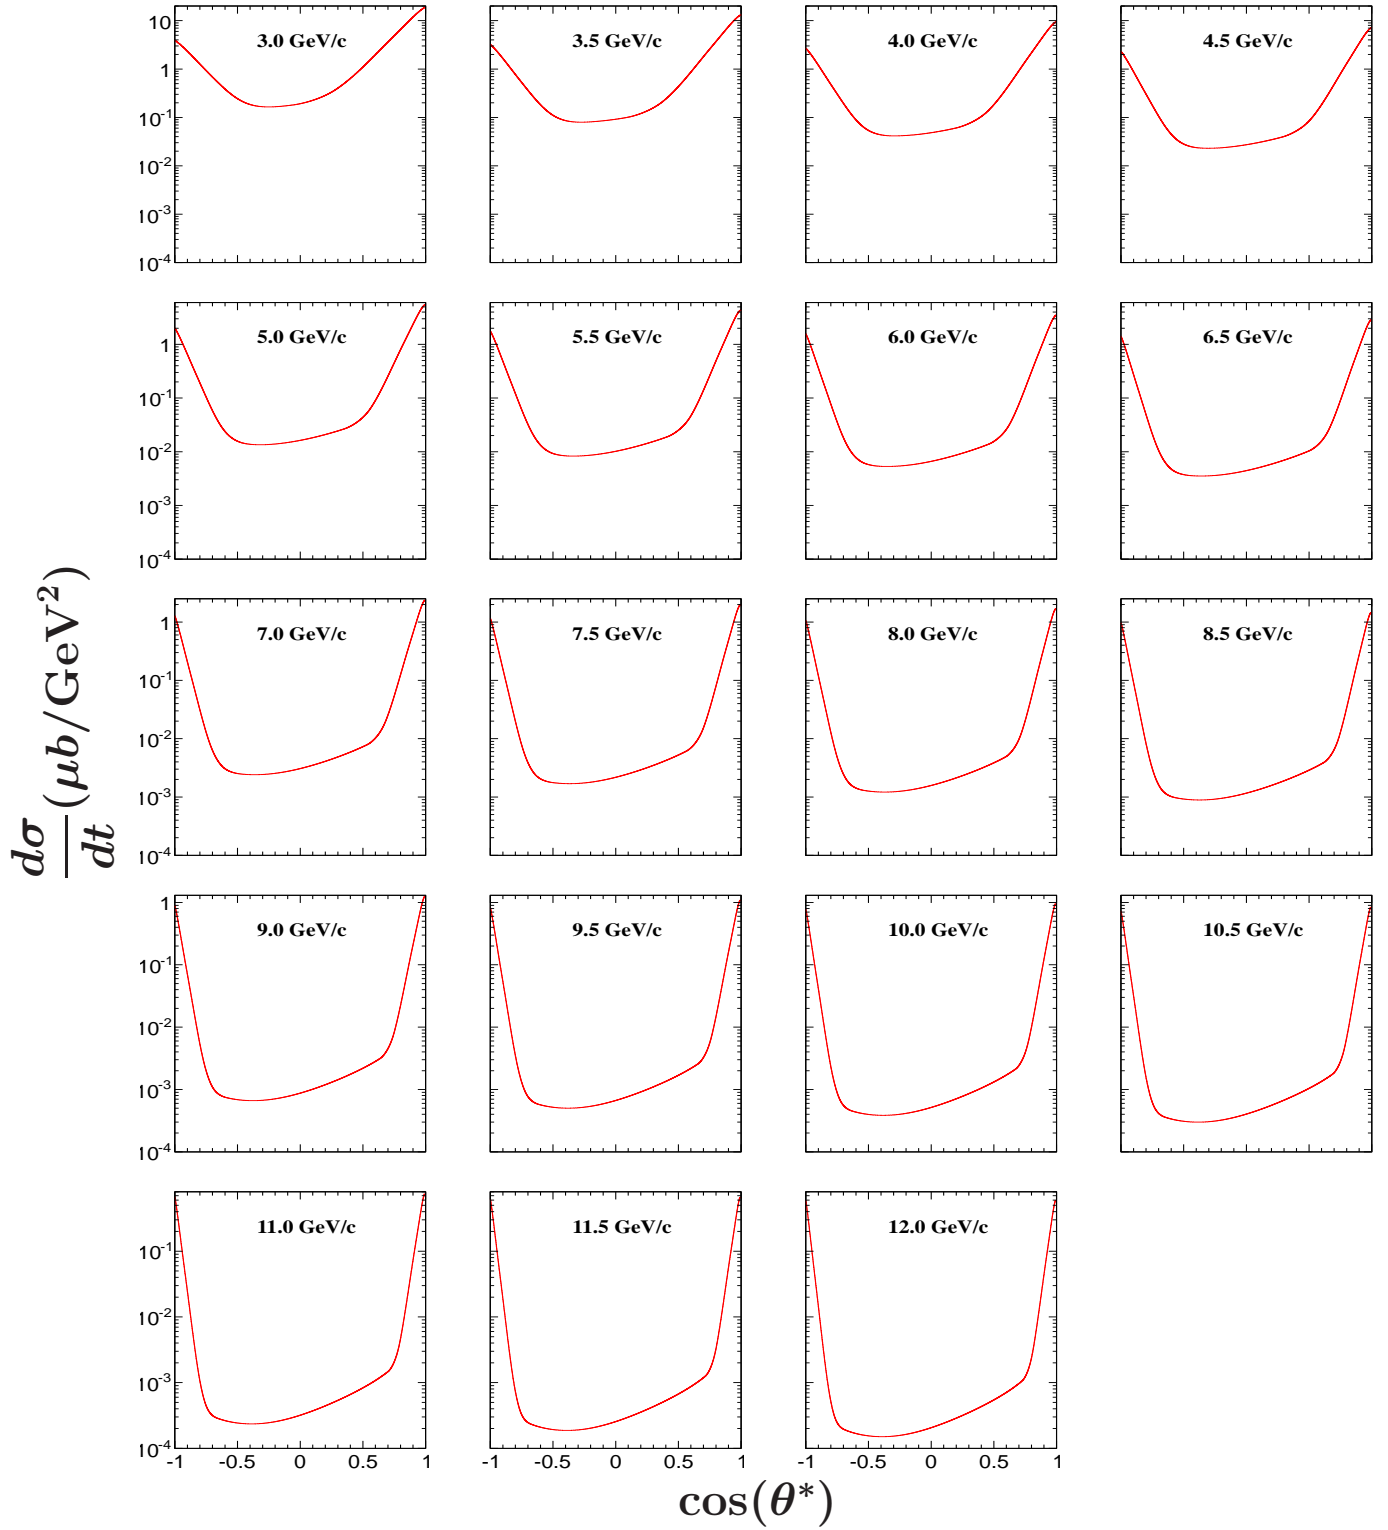 10
1
10-1
10-2
10-3
10-4
3.0 GeV/c
3.5 GeV/c
4.0 GeV/c
4.5 GeV/c
1
10-1
10-2
10-3
10-4
5.0 GeV/c
5.5 GeV/c
6.0 GeV/c
6.5 GeV/c
1
10-1
10-2
10-3
10-4
7.0 GeV/c
7.5 GeV/c
8.0 GeV/c
8.5 GeV/c
1
10-1
10-2
10-3
10-4
9.0 GeV/c
9.5 GeV/c
10.0 GeV/c
10.5 GeV/c
10-1
10-2
10-3
10-4
11.0 GeV/c
11.5 GeV/c
12.0 GeV/c
-1 -0.5 0 0.5 1
-1 -0.5 0 0.5 1
-1 -0.5 0 0.5 1
dσ/dt(μb/GeV²)
cos(θ*)